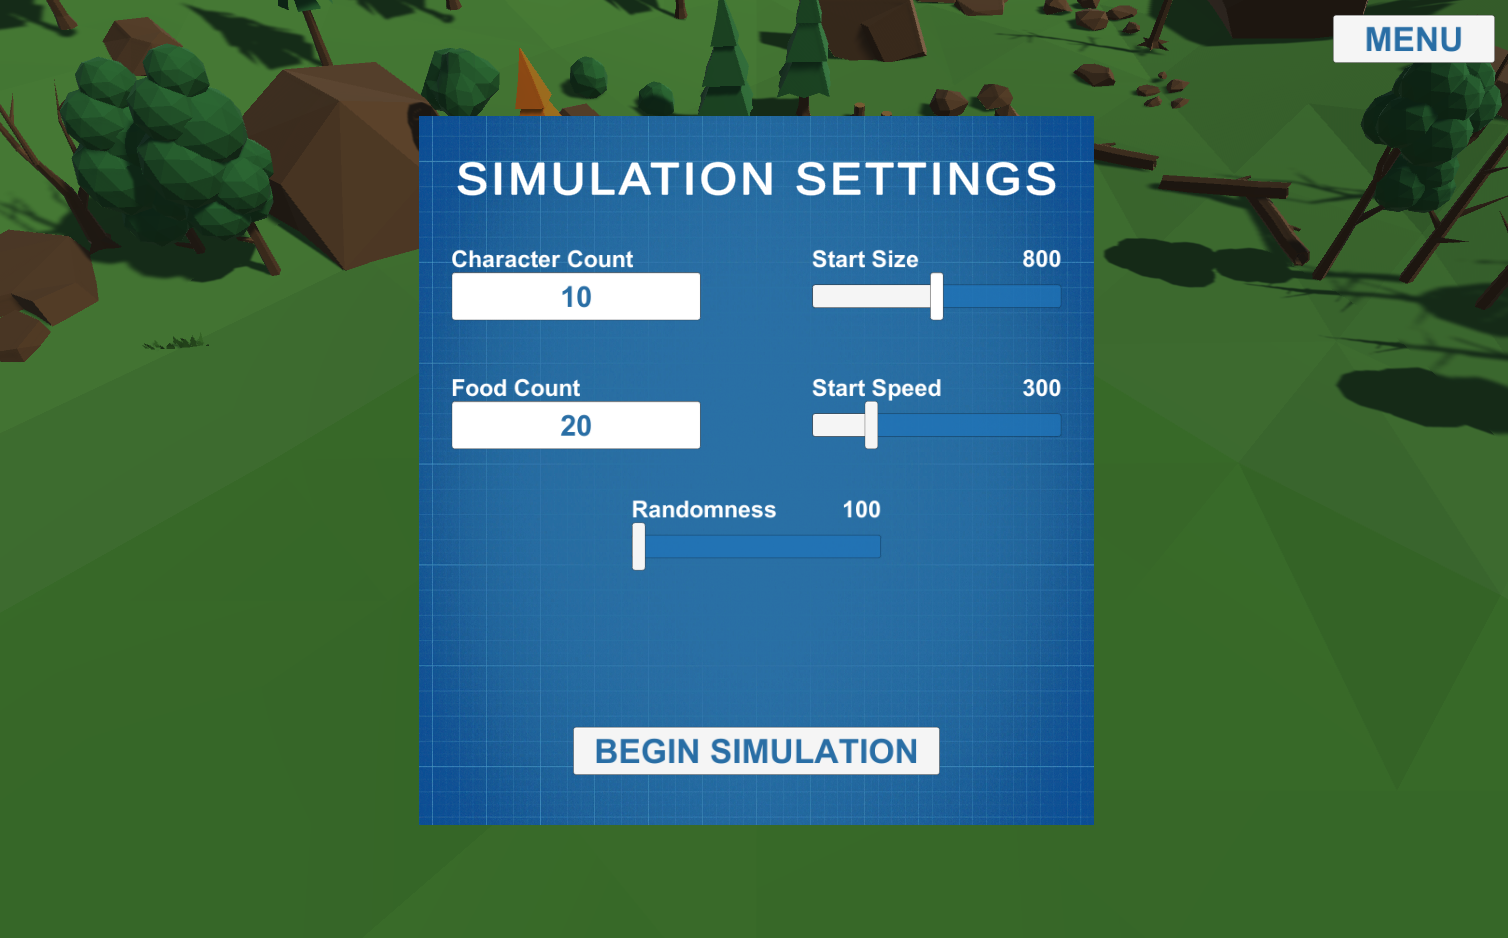 MENU
SIMULATION SETTINGS
Character Count
10
Start Size 800
Food Count
20
Start Speed 300
Randomness 100
BEGIN SIMULATION